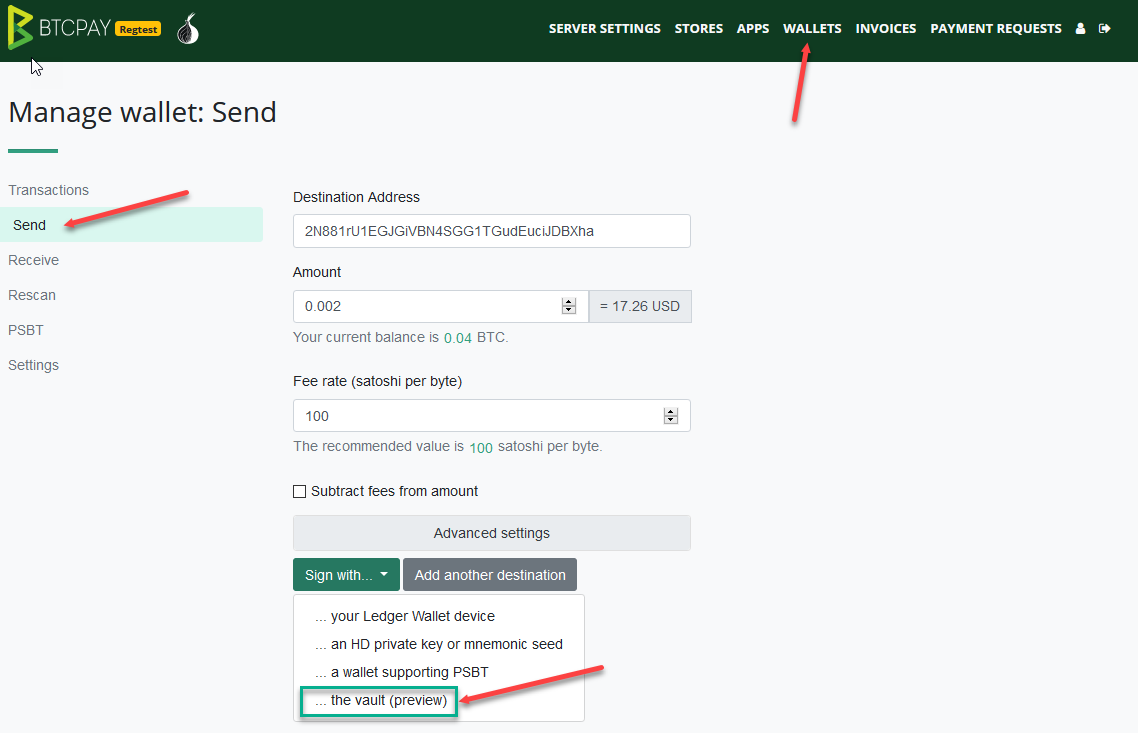 BTCPAY Regtest SERVER SETTINGS STORES APPS WALLETS INVOICES PAYMENT REQUESTS
Manage wallet: Send
Transactions
Send
Receive
Rescan
PSBT
Settings
Destination Address
2N881rU1EGJGiVBN4SGG1TGudEuciJDBXha
Amount
0.002 = 17.26 USD
Your current balance is 0.04 BTC.
Fee rate (satoshi per byte)
100
The recommended value is 100 satoshi per byte.
Subtract fees from amount
Advanced settings
Sign with... Add another destination
... your Ledger Wallet device
... an HD private key or mnemonic seed
... a wallet supporting PSBT
... the vault (preview)